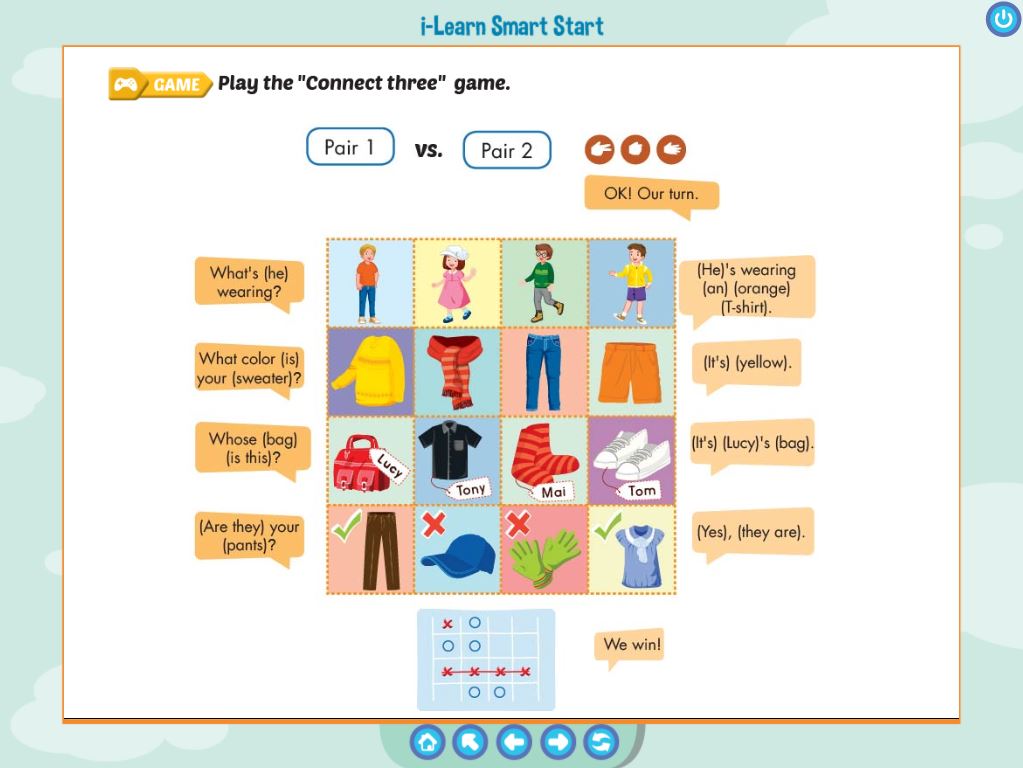 i-Learn Smart Start
GAME Play the "Connect three" game.
Pair 1 vs. Pair 2
OK! Our turn.
What's (he)
wearing?
(He)'s wearing
(an) (orange)
(T-shirt).
What color (is)
your (sweater)?
(It's) (yellow).
Whose (bag)
(is this)?
Lucy
Tony
Mai
Tom
(It's) (Lucy)'s (bag).
(Are they) your
(pants)?
(Yes), (they are).
We win!